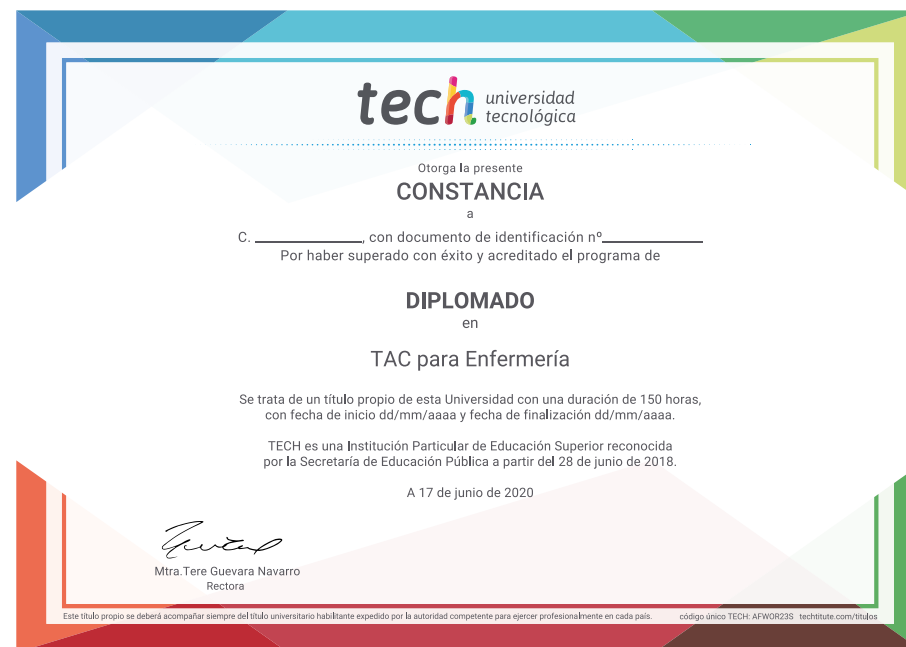 tech universidad
tecnológica
Otorga la presente
CONSTANCIA
a
C. ______________, con documento de identificación nº_____________
Por haber superado con éxito y acreditado el programa de
DIPLOMADO
en
TAC para Enfermería
Se trata de un título propio de esta Universidad con una duración de 150 horas,
con fecha de inicio dd/mm/aaaa y fecha de finalización dd/mm/aaaa.
TECH es una Institución Particular de Educación Superior reconocida
por la Secretaría de Educación Pública a partir del 28 de junio de 2018.
A 17 de junio de 2020
Mtra.Tere Guevara Navarro
Rectora
Este título propio se deberá acompañar siempre del título universitario habilitante expedido por la autoridad competente para ejercer profesionalmente en cada país. código único TECH: AFWOR23S techtitute.com/titulos